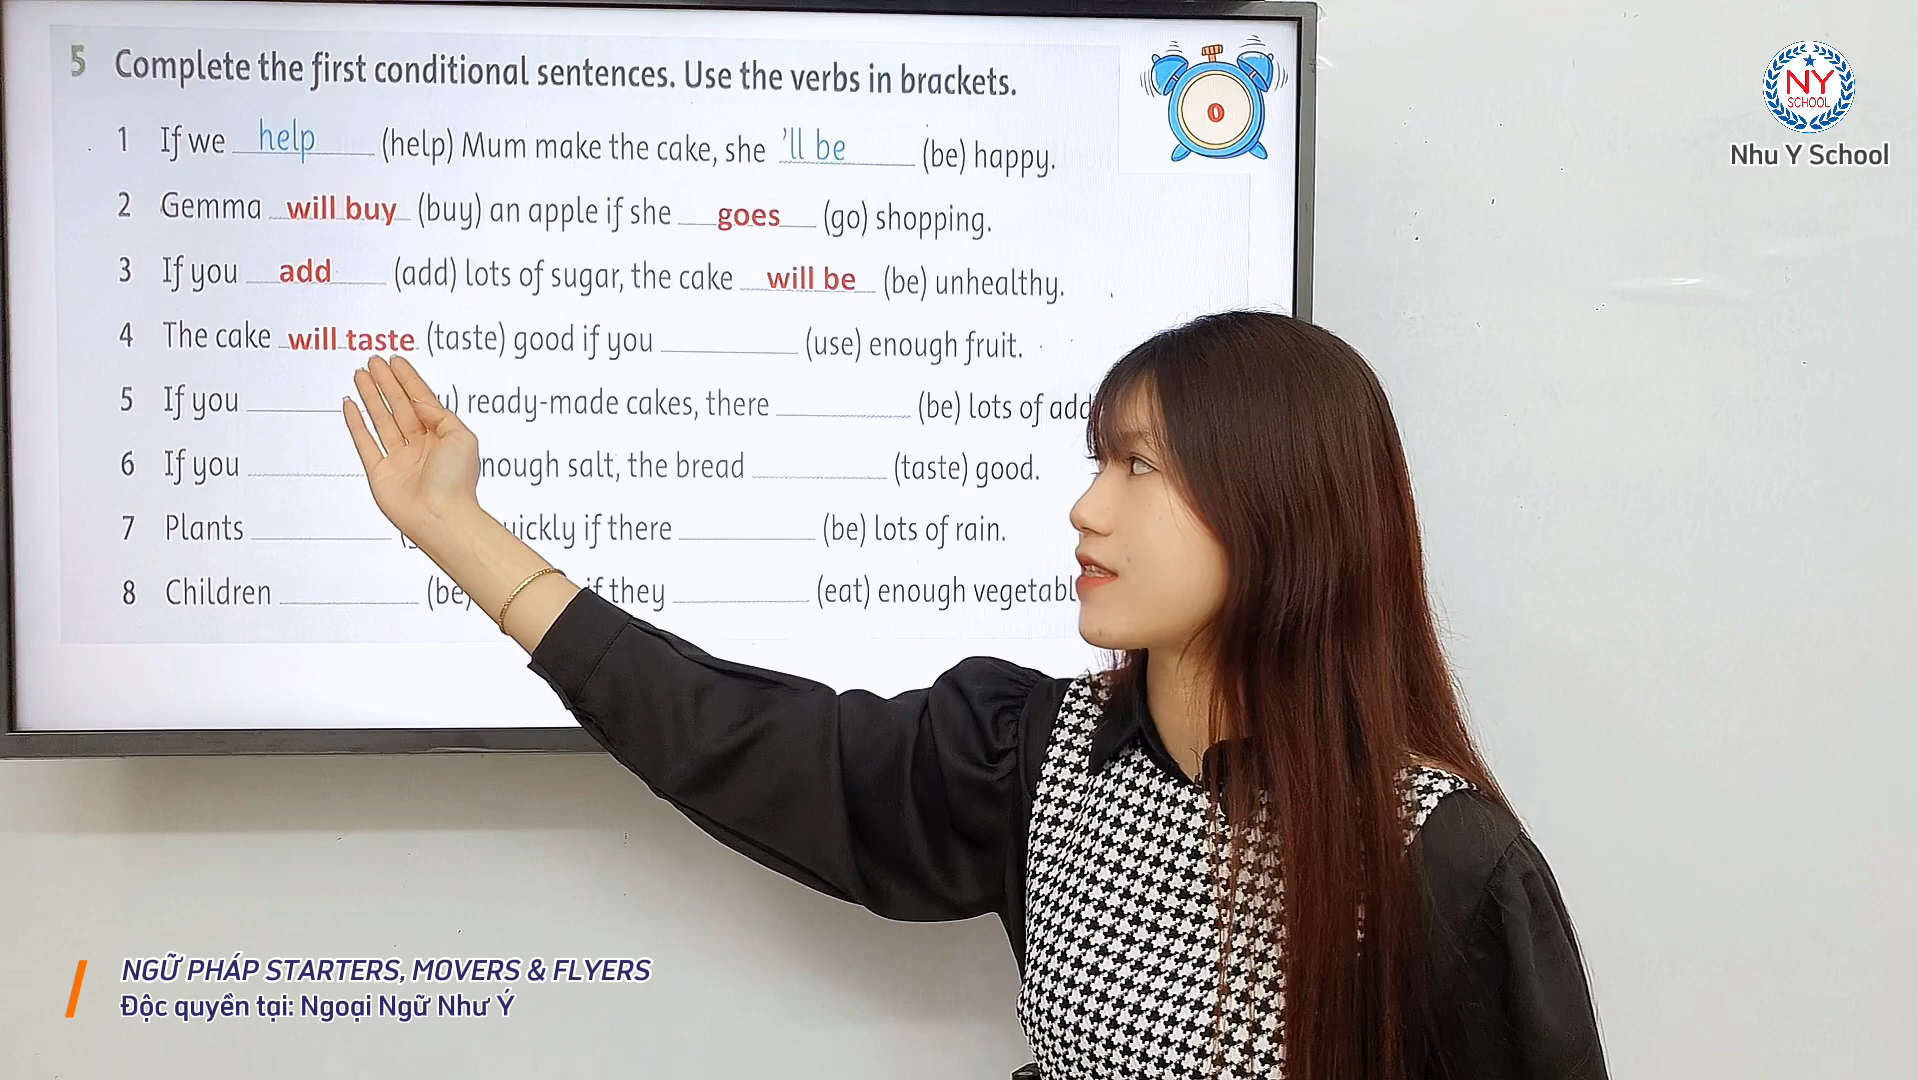 5 Complete the first conditional sentences. Use the verbs in brackets.
1 If we help (help) Mum make the cake, she 'll be (be) happy.
2 Gemma will buy (buy) an apple if she goes (go) shopping.
3 If you add (add) lots of sugar, the cake will be (be) unhealthy.
4 The cake will taste (taste) good if you (use) enough fruit.
5 If you ready-made cakes, there (be) lots of
6 If you salt, the bread (taste) good.
7 Plants if there (be) lots of rain.
8 Children (be) if they (eat) enough
0
NY
SCHOOL
Nhu Y School
NGỮ PHÁP STARTERS, MOVERS & FLYERS
Độc quyền tại: Ngoại Ngữ Như Ý